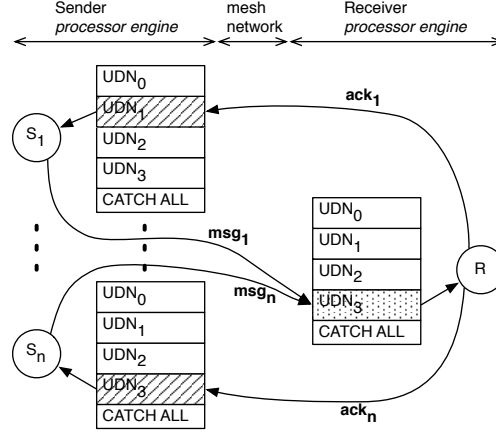 Sender
processor engine
mesh
network
Receiver
processor engine
UDN0
UDN1
UDN2
UDN3
CATCH ALL
S1
ack1
msg1
UDN0
UDN1
UDN2
UDN3
CATCH ALL
R
msgn
UDN0
UDN1
UDN2
UDN3
CATCH ALL
Sn
ackn